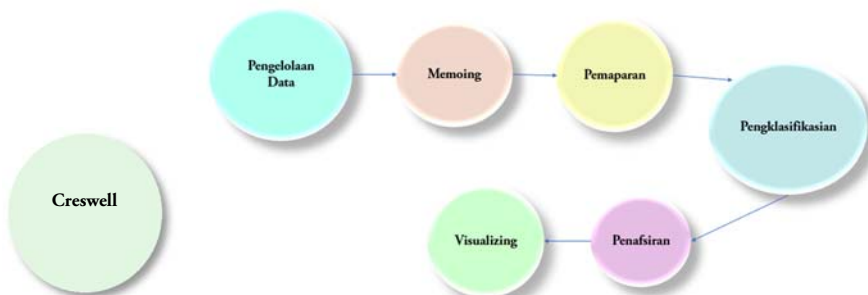 Pengelolaan
Data
Memoing
Pemaparan
Pengklasifikasian
Creswell
Visualizing
Penafsiran